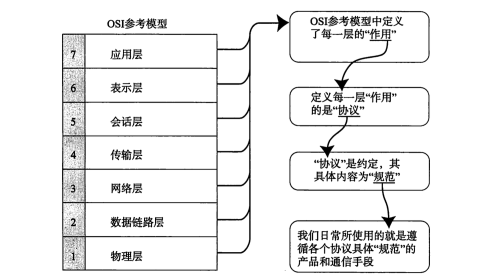 OSI参考模型
7 应用层
6 表示层
5 会话层
4 传输层
3 网络层
2 数据链路层
1 物理层
OSI参考模型中定义
了每一层的“作用”
定义每一层“作用”
的是“协议”
“协议”是约定，其
具体内容为“规范”
我们日常所使用的就是遵
循各个协议具体“规范”的
产品和通信手段